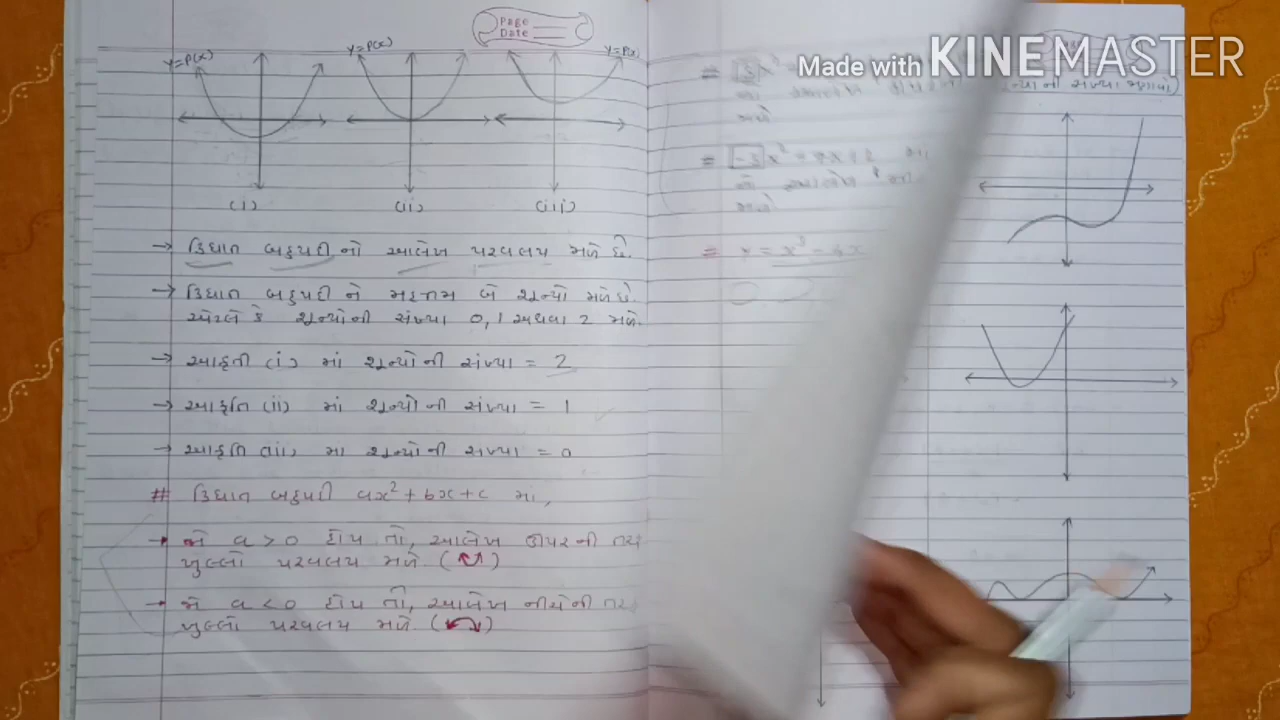 Page
Date
y=p(x)
y=p(x)
y=p(x)
(i)
(ii)
(iii)
→ દ્વિઘાત બહુપદી નો આલેખ પરવલય મળે છે.
→ દ્વિઘાત બહુપદી ને મહત્તમ બે શૂન્યો મળે છે.
એટલે કે શૂન્યોની સંખ્યા 0, 1 અથવા 2 મળે.
→ આકૃતી (i) માં શૂન્યોની સંખ્યા = 2
→ આકૃતિ (ii) માં શૂન્યોની સંખ્યા = 1
→ આકૃતિ (iii) મા શૂન્યોની સંખ્યા = 0
# દ્વિઘાત બહુપદી ax² + bx + c માં,
→ જો a > 0 હોય તો, આલેખ ઊપરની તરફ
ખુલ્લો પરવલય મળે. (
→ જો a < 0 હોય તો, આલેખ નીચેની તરફ
ખુલ્લો પરવલય મળે. (
Made with KINEMASTER
સંખ્યા જણાવો)